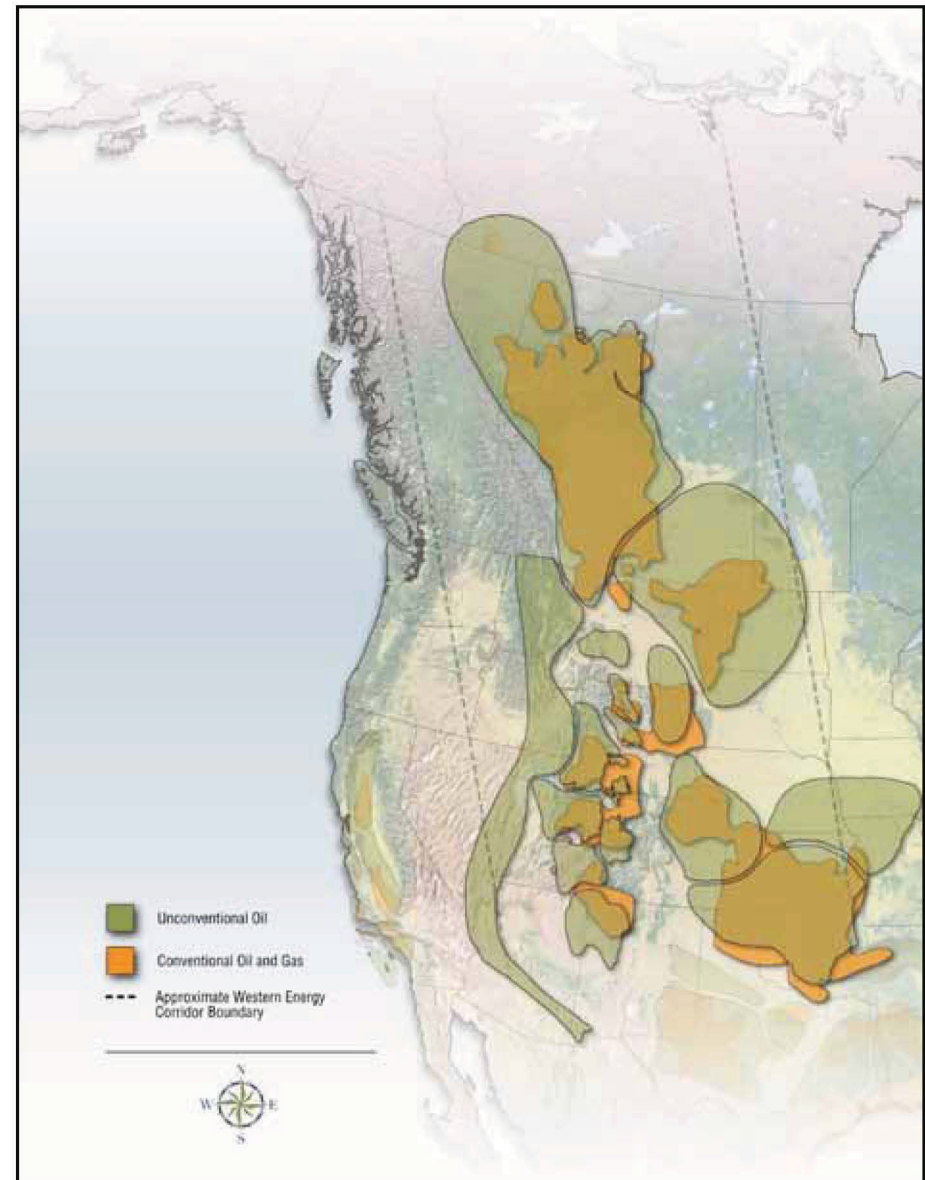 Unconventional Oil
Conventional Oil and Gas
Approximate Western Energy
Corridor Boundary
N
W E
S